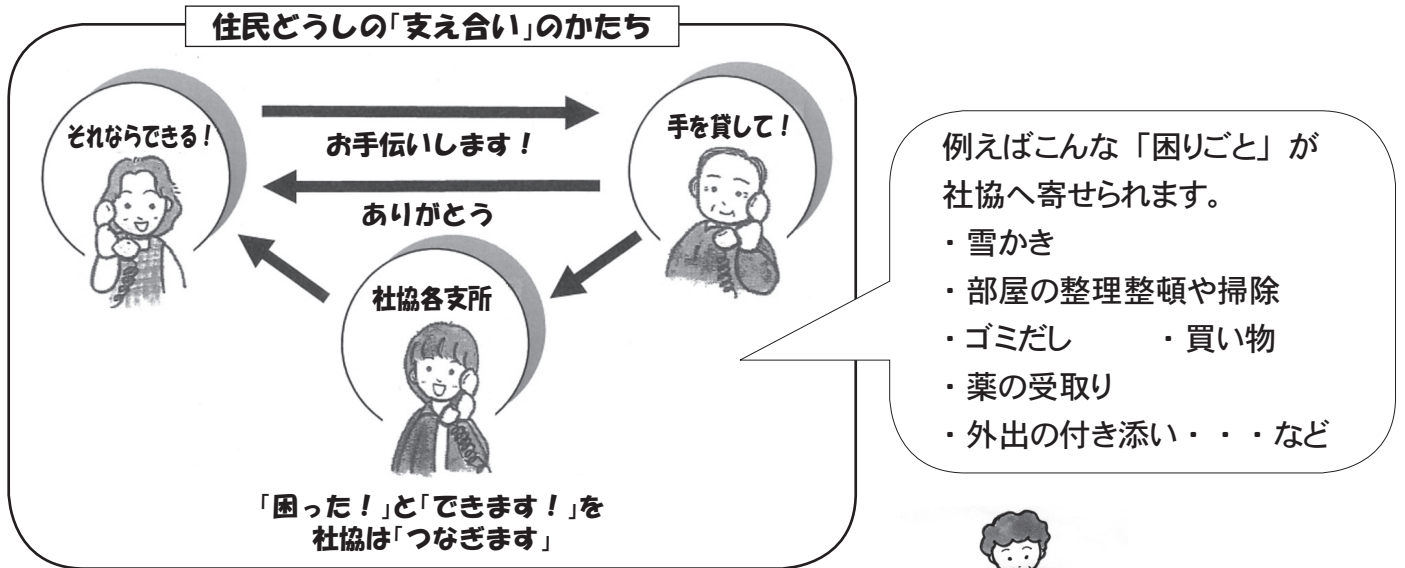 住民どうしの「支え合い」のかたち
それならできる！
お手伝いします！
手を貸して！
ありがとう
社協各支所
「困った！」と「できます！」を
社協は「つなぎます」
例えばこんな「困りごと」が
社協へ寄せられます。
・雪かき
・部屋の整理整頓や掃除
・ゴミだし　　・買い物
・薬の受取り
・外出の付き添い・・・など